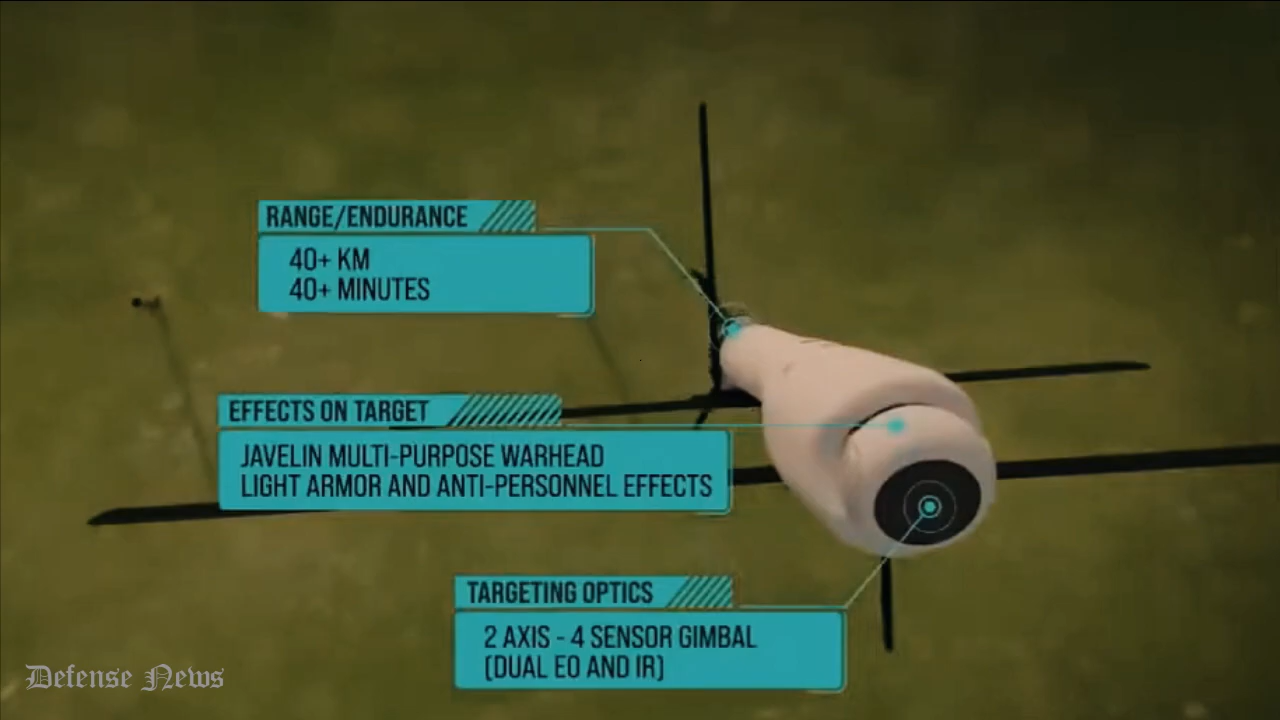 RANGE/ENDURANCE
40+ KM
40+ MINUTES
EFFECTS ON TARGET
JAVELIN MULTI-PURPOSE WARHEAD
LIGHT ARMOR AND ANTI-PERSONNEL EFFECTS
TARGETING OPTICS
2 AXIS - 4 SENSOR GIMBAL
(DUAL EO AND IR)
Defense News